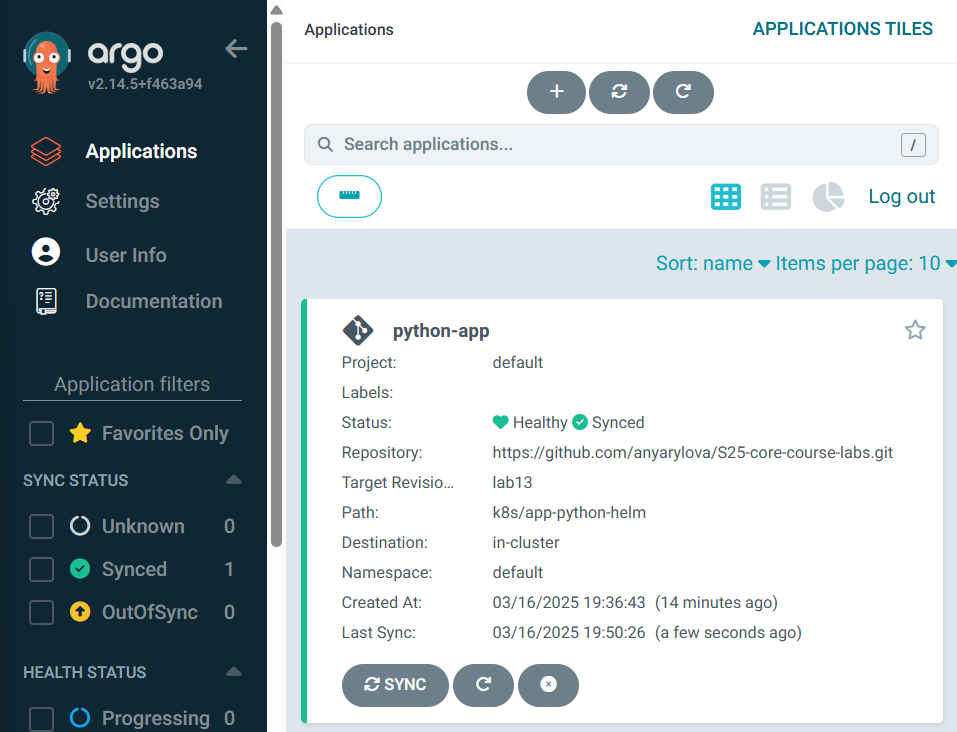 argo
v2.14.5+f463a94
Applications
Settings
User Info
Documentation
Application filters
Favorites Only
SYNC STATUS
Unknown 0
Synced 1
OutOfSync 0
HEALTH STATUS
Progressing 0
Applications APPLICATIONS TILES
Search applications... /
Log out
Sort: name Items per page: 10
python-app
Project: default
Labels:
Status: Healthy Synced
Repository: https://github.com/anyarylova/S25-core-course-labs.git
Target Revisio... lab13
Path: k8s/app-python-helm
Destination: in-cluster
Namespace: default
Created At: 03/16/2025 19:36:43 (14 minutes ago)
Last Sync: 03/16/2025 19:50:26 (a few seconds ago)
SYNC